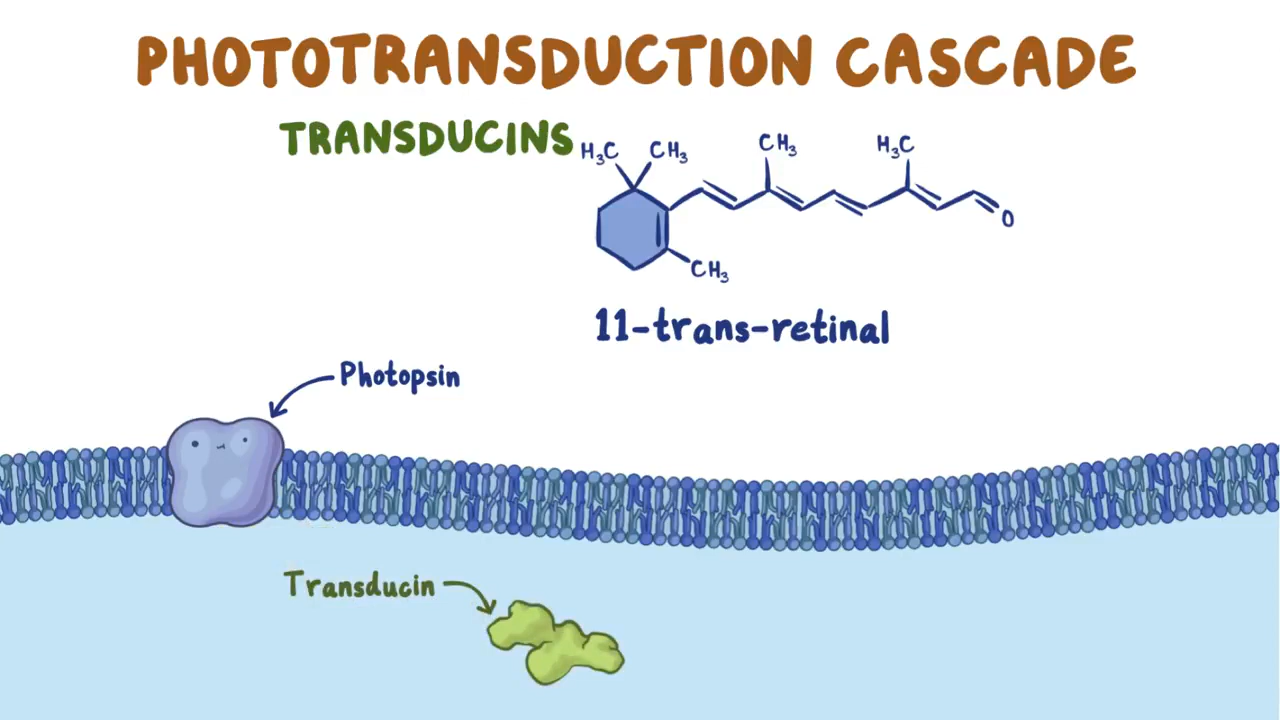 PHOTOTRANSDUCTION CASCADE
TRANSDUCINS
H₃C CH₃ CH₃ H₃C
O
CH₃
11-trans-retinal
Photopsin
Transducin